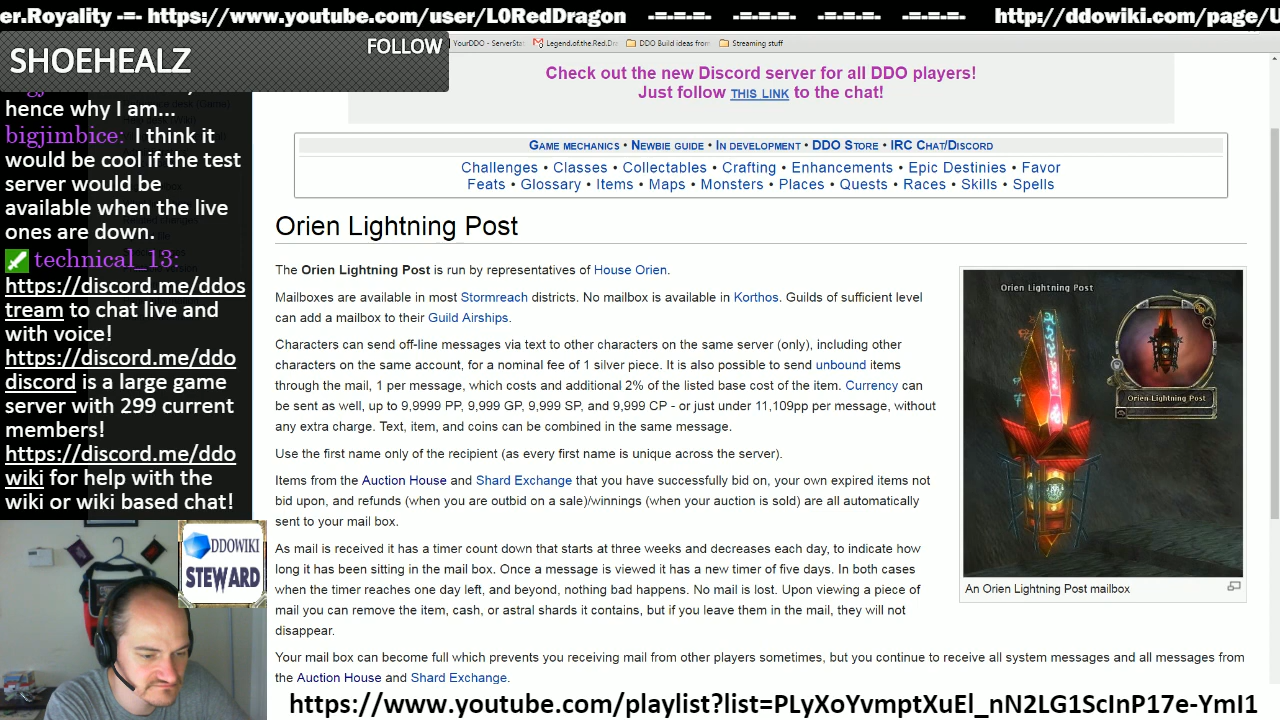 er.Royality -=- https://www.youtube.com/user/L0RedDragon -=-=-=- -=-=-=- -=-=-=- -=-=-=- http://ddowiki.com/page/U
SHOEHEALZ
FOLLOW
YourDDO - ServerStat Legend.of.the.Red.Dra DDO Build ideas from Streaming stuff
hence why I am...
bigjimbice: I think it
would be cool if the test
server would be
available when the live
ones are down.
technical_13:
https://discord.me/ddos
tream to chat live and
with voice!
https://discord.me/ddo
discord is a large game
server with 299 current
members!
https://discord.me/ddo
wiki for help with the
wiki or wiki based chat!
DDOWIKI
STEWARD
Check out the new Discord server for all DDO players!
Just follow THIS LINK to the chat!
Game mechanics • Newbie guide • In development • DDO Store • IRC Chat/Discord
Challenges • Classes • Collectables • Crafting • Enhancements • Epic Destinies • Favor
Feats • Glossary • Items • Maps • Monsters • Places • Quests • Races • Skills • Spells
Orien Lightning Post
The Orien Lightning Post is run by representatives of House Orien.
Mailboxes are available in most Stormreach districts. No mailbox is available in Korthos. Guilds of sufficient level
can add a mailbox to their Guild Airships.
Characters can send off-line messages via text to other characters on the same server (only), including other
characters on the same account, for a nominal fee of 1 silver piece. It is also possible to send unbound items
through the mail, 1 per message, which costs and additional 2% of the listed base cost of the item. Currency can
be sent as well, up to 9,9999 PP, 9,999 GP, 9,999 SP, and 9,999 CP - or just under 11,109pp per message, without
any extra charge. Text, item, and coins can be combined in the same message.
Use the first name only of the recipient (as every first name is unique across the server).
Items from the Auction House and Shard Exchange that you have successfully bid on, your own expired items not
bid upon, and refunds (when you are outbid on a sale)/winnings (when your auction is sold) are all automatically
sent to your mail box.
As mail is received it has a timer count down that starts at three weeks and decreases each day, to indicate how
long it has been sitting in the mail box. Once a message is viewed it has a new timer of five days. In both cases
when the timer reaches one day left, and beyond, nothing bad happens. No mail is lost. Upon viewing a piece of
mail you can remove the item, cash, or astral shards it contains, but if you leave them in the mail, they will not
disappear.
Your mail box can become full which prevents you receiving mail from other players sometimes, but you continue to receive all system messages and all messages from
the Auction House and Shard Exchange.
Orien Lightning Post
Orien Lightning Post
An Orien Lightning Post mailbox
https://www.youtube.com/playlist?list=PLyXoYvmptXuEl_nN2LG1ScInP17e-YmI1